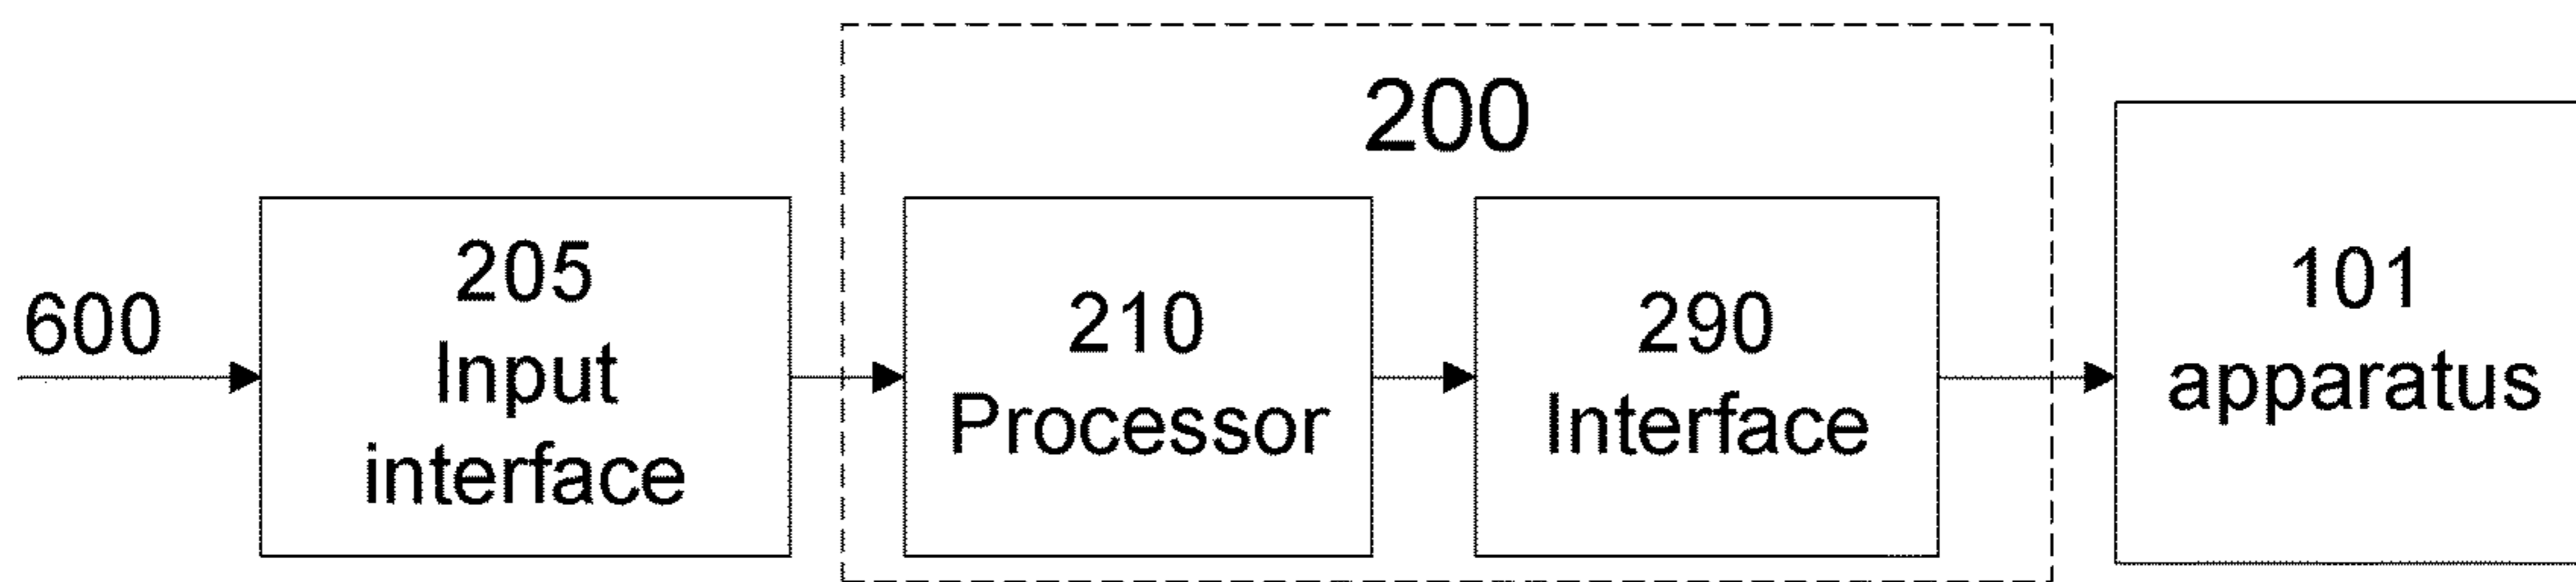 200
600
205
Input
interface
210
Processor
290
Interface
101
apparatus